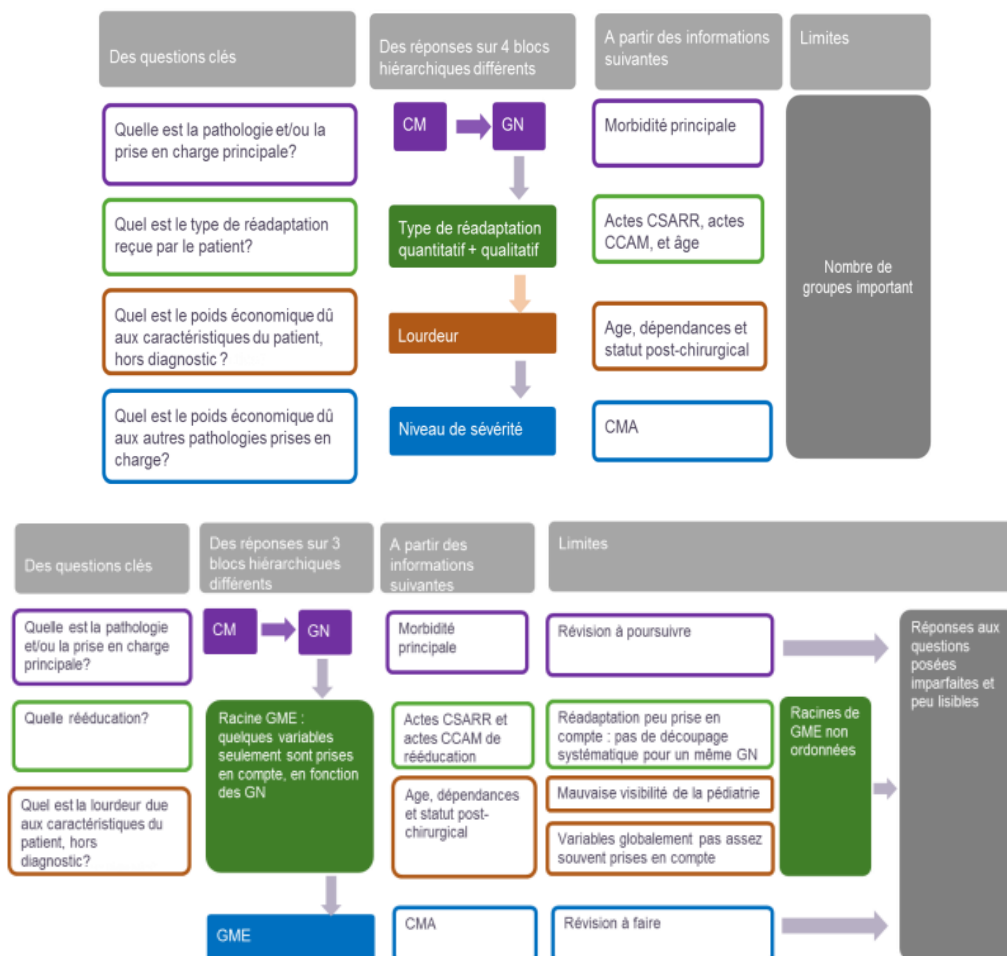 Des questions clés
Des réponses sur 4 blocs
hiérarchiques différents
A partir des informations
suivantes
Limites
Quelle est la pathologie et/ou la
prise en charge principale?
CM
GN
Morbidité principale
Quel est le type de réadaptation
reçue par le patient?
Type de réadaptation
quantitatif + qualitatif
Actes CSARR, actes
CCAM, et âge
Nombre de
groupes important
Quel est le poids économique dû
aux caractéristiques du patient,
hors diagnostic ?
Lourdeur
Age, dépendances et
statut post-chirurgical
Quel est le poids économique dû
aux autres pathologies prises en
charge?
Niveau de sévérité
CMA
Des questions clés
Des réponses sur 3
blocs hiérarchiques
différents
A partir des
informations
suivantes
Limites
Quelle est la pathologie
et/ou la prise en charge
principale?
CM
GN
Morbidité
principale
Révision à poursuivre
Réponses aux
questions
posées
imparfaites et
peu lisibles
Quelle rééducation?
Racine GME :
quelques variables
seulement sont prises
en compte, en fonction
des GN
Actes CSARR et
actes CCAM de
rééducation
Réadaptation peu prise en
compte : pas de découpage
systématique pour un même GN
Racines de
GME non
ordonnées
Quel est la lourdeur due
aux caractéristiques du
patient, hors
diagnostic?
Age, dépendances
et statut post-
chirurgical
Mauvaise visibilité de la pédiatrie
Variables globalement pas assez
souvent prises en compte
GME
CMA
Révision à faire